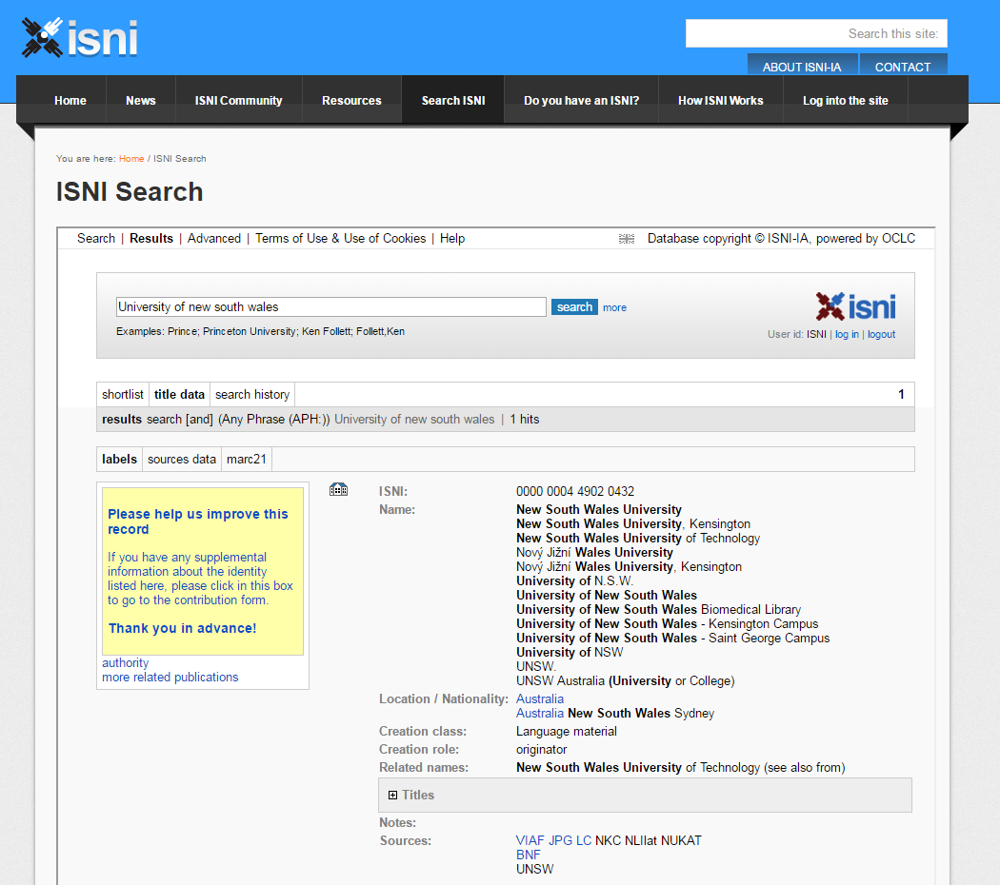 isni
Search this site:
ABOUT ISNI-IA CONTACT
Home News ISNI Community Resources Search ISNI Do you have an ISNI? How ISNI Works Log into the site
You are here: Home / ISNI Search
ISNI Search
Search | Results | Advanced | Terms of Use & Use of Cookies | Help Database copyright © ISNI-IA, powered by OCLC
University of new south wales search more
isni
Examples: Prince; Princeton University; Ken Follett; Follett,Ken
User id: ISNI | log in | logout
shortlist title data search history 1
results search [and] (Any Phrase (APH:)) University of new south wales | 1 hits
labels sources data marc21
Please help us improve this
record
If you have any supplemental
information about the identity
listed here, please click in this box
to go to the contribution form.
Thank you in advance!
authority
more related publications
ISNI: 0000 0004 4902 0432
Name: New South Wales University
New South Wales University, Kensington
New South Wales University of Technology
Nový Jižní Wales University
Nový Jižní Wales University, Kensington
University of N.S.W.
University of New South Wales
University of New South Wales Biomedical Library
University of New South Wales - Kensington Campus
University of New South Wales - Saint George Campus
University of NSW
UNSW.
UNSW Australia (University or College)
Location / Nationality: Australia
Australia New South Wales Sydney
Creation class: Language material
Creation role: originator
Related names: New South Wales University of Technology (see also from)
Titles
Notes:
Sources: VIAF JPG LC NKC NLIlat NUKAT
BNF
UNSW